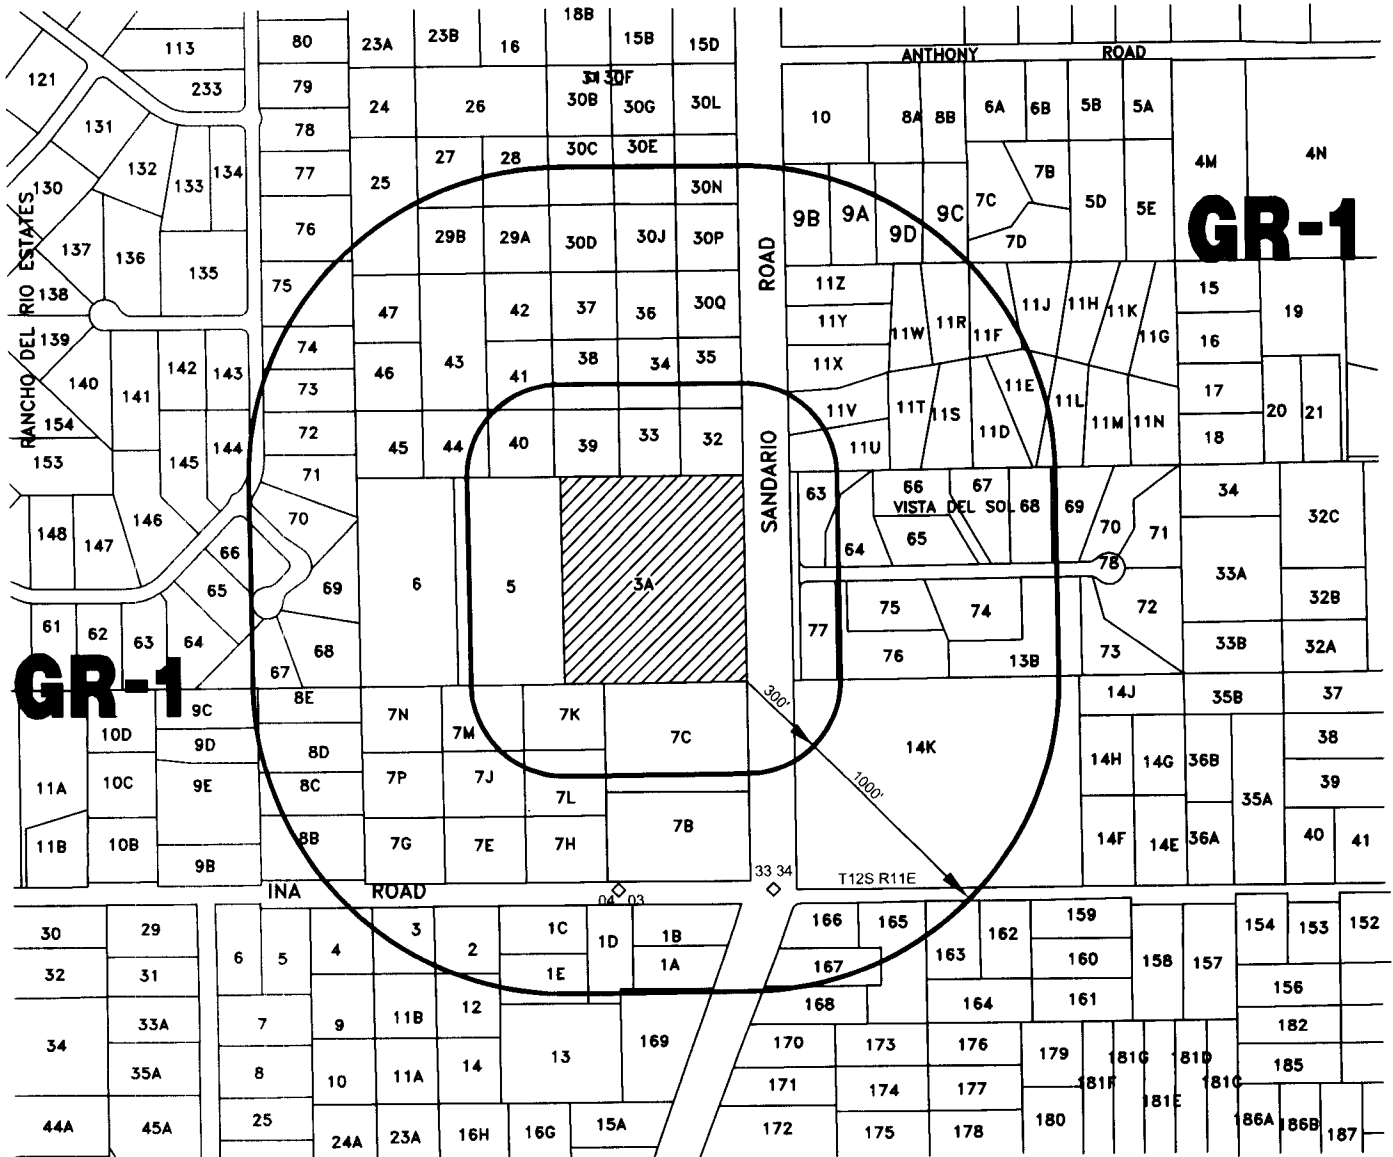 18B
80 23A 23B 16 15B 15D
113
ANTHONY ROAD
121 233 79 24 26 30B 30G 30L
10 8A 8B 6A 6B 5B 5A
131 78
132 133 134 77 25 27 28 30C 30E 30N
4M 4N
130 7B 7C 5D 5E
9B 9A 9C 9D 7D
GR-1
RANCHO DEL RIO ESTATES
137 136 135 76 29B 29A 30D 30J 30P
ROAD
138 75 47 42 37 36 30Q
11Z 11Y 11X 11W 11R 11F 11J 11H 11K 11G 15 19
139 74 43 38 34 35 16
140 141 142 143 73 46 41
11V 11T 11S 11E 11L 11M 11N 17 20 21
154 153 144 145 72 45 44 40 39 33 32
11U 11D 18
71
SANDARIO
63 66 67 68 69 34 32C
VISTA DEL SOL
148 147 146 70 66 65 69
6 5 3A
64 65 70 71 78 33A
75 74 72 32B
61 62 63 64 68 67
77 76 13B 73 33B 32A
GR-1
9C 8E 7N 7M 7K 7C
300'
14J 35B 37
10D 9D 8D 14K 38
11A 10C 9E 8C 7P 7J 7L
1000'
14H 14G 36B 35A 39
11B 10B 9B 8B 7G 7E 7H 7B
14F 14E 36A 40 41
INA ROAD
33 34
T12S R11E
04 03
30 29 6 5 4 3 2 1C 1D 1B
166 165 163 162 159 154 153 152
32 31 1E 1A 167 160 158 157
12 168 164 161 156
34 33A 7 9 11B 13 169
170 173 176 179 181G 181D 182
35A 8 10 11A 14
171 174 177 181F 181E 181C 185
44A 45A 25 24A 23A 16H 16G 15A
172 175 178 180 186A 186B 187